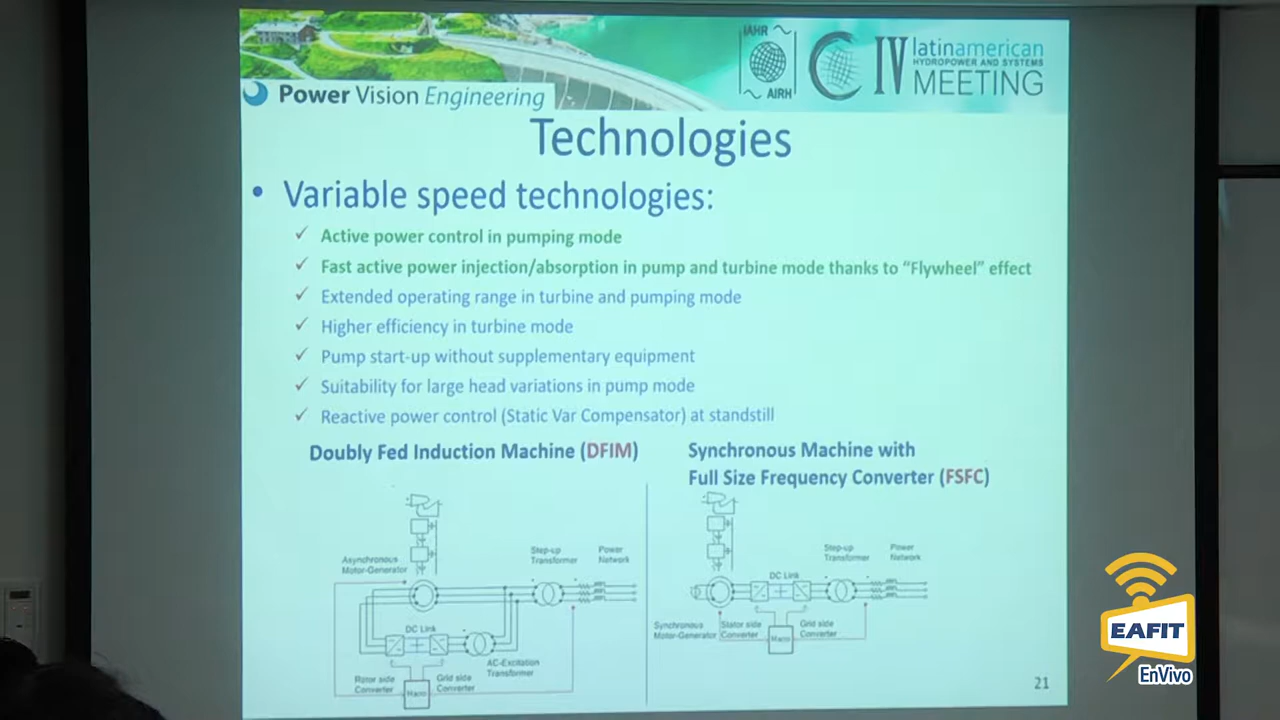 IAHR
AIRH
IV latinamerican
HYDROPOWER AND SYSTEMS
MEETING
Power Vision Engineering
Technologies
• Variable speed technologies:
✓ Active power control in pumping mode
✓ Fast active power injection/absorption in pump and turbine mode thanks to “Flywheel” effect
✓ Extended operating range in turbine and pumping mode
✓ Higher efficiency in turbine mode
✓ Pump start-up without supplementary equipment
✓ Suitability for large head variations in pump mode
✓ Reactive power control (Static Var Compensator) at standstill
Doubly Fed Induction Machine (DFIM)
Asynchronous
Motor-Generator
Step-up
Transformer
Power
Network
DC Link
AC-Excitation
Transformer
Rotor side
Converter
Grid side
Converter
Synchronous Machine with
Full Size Frequency Converter (FSFC)
Step-up
Transformer
Power
Network
DC Link
Synchronous
Motor-Generator
Stator side
Converter
Grid side
Converter
21
EAFIT
EnVivo